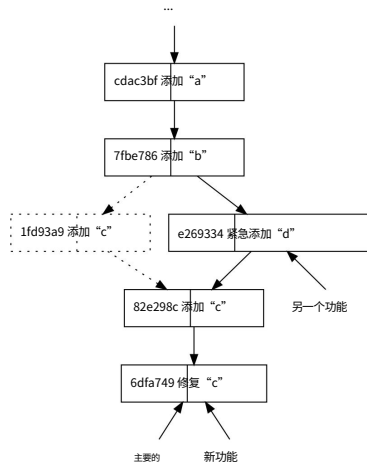 ...
cdac3bf 添加“a”
7fbe786 添加“b”
1fd93a9 添加“c”
e269334 紧急添加“d”
82e298c 添加“c”
另一个功能
6dfa749 修复“c”
主要的
新功能